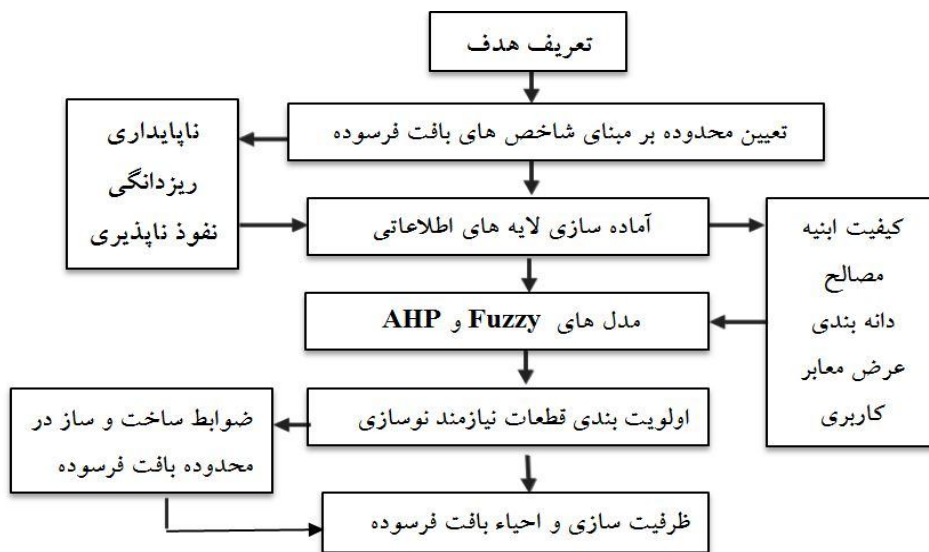 تعریف هدف
تعیین محدوده بر مبنای شاخص های بافت فرسوده
ناپایداری
ریزدانگی
نفوذ ناپذیری
آماده سازی لایه های اطلاعاتی
کیفیت ابنیه
مصالح
دانه بندی
عرض معابر
کاربری
مدل های Fuzzy و AHP
اولویت بندی قطعات نیازمند نوسازی
ضوابط ساخت و ساز در
محدوده بافت فرسوده
ظرفیت سازی و احیاء بافت فرسوده